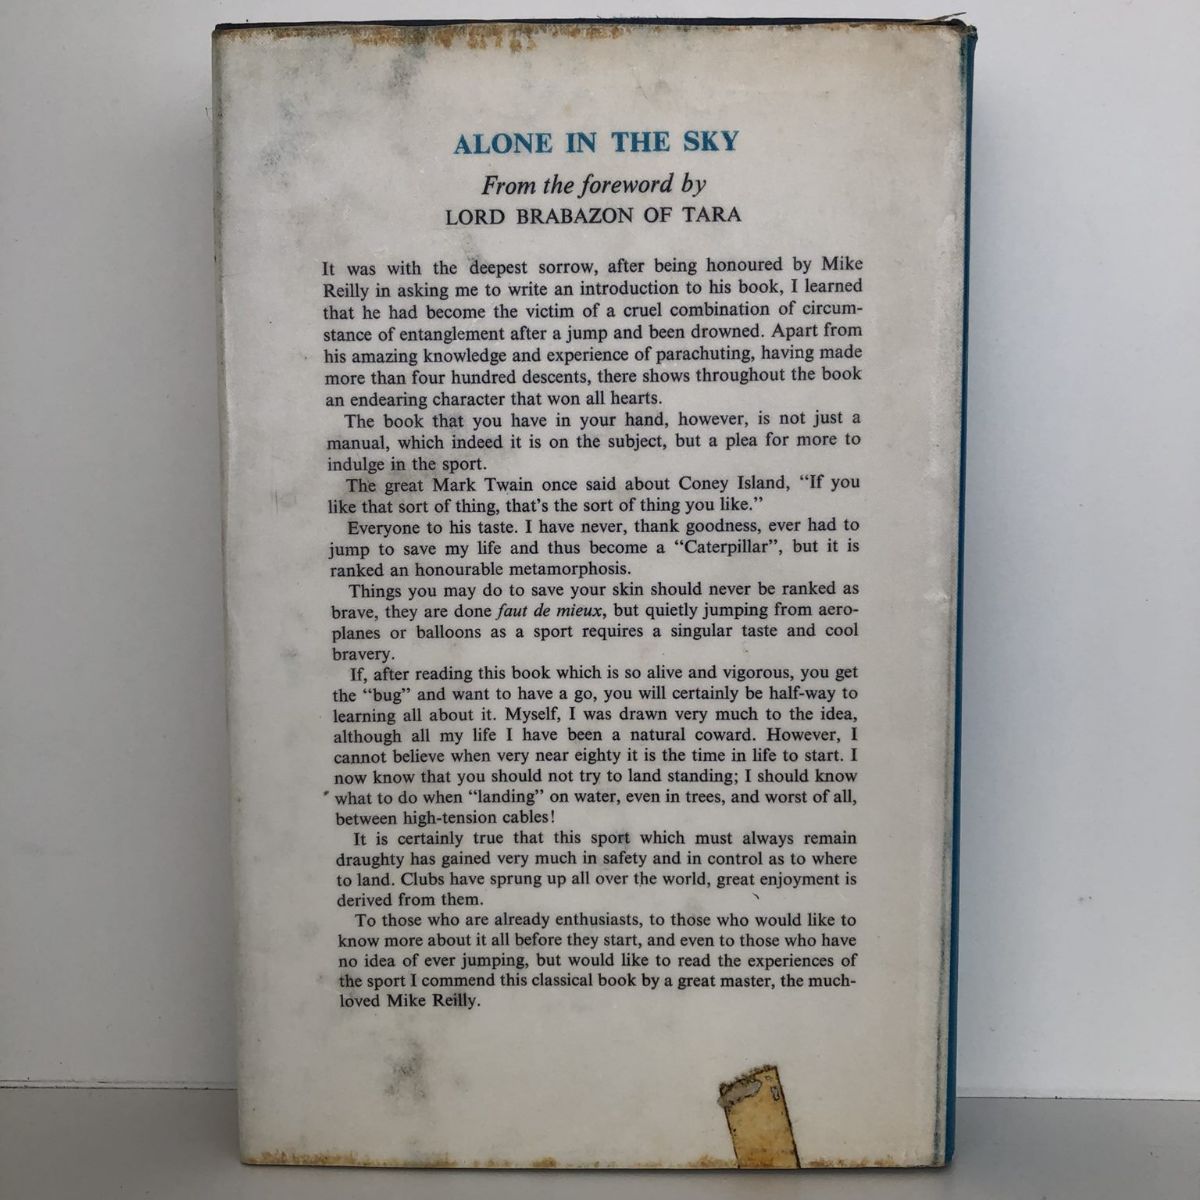 ALONE IN THE SKY
From the foreword by
LORD BRABAZON OF TARA
It was with the deepest sorrow, after being honoured by Mike
Reilly in asking me to write an introduction to his book, I learned
that he had become the victim of a cruel combination of circum-
stance of entanglement after a jump and been drowned. Apart from
his amazing knowledge and experience of parachuting, having made
more than four hundred descents, there shows throughout the book
an endearing character that won all hearts.
The book that you have in your hand, however, is not just a
manual, which indeed it is on the subject, but a plea for more to
indulge in the sport.
The great Mark Twain once said about Coney Island, “If you
like that sort of thing, that’s the sort of thing you like.”
Everyone to his taste. I have never, thank goodness, ever had to
jump to save my life and thus become a “Caterpillar”, but it is
ranked an honourable metamorphosis.
Things you may do to save your skin should never be ranked as
brave, they are done faut de mieux, but quietly jumping from aero-
planes or balloons as a sport requires a singular taste and cool
bravery.
If, after reading this book which is so alive and vigorous, you get
the “bug” and want to have a go, you will certainly be half-way to
learning all about it. Myself, I was drawn very much to the idea,
although all my life I have been a natural coward. However, I
cannot believe when very near eighty it is the time in life to start. I
now know that you should not try to land standing; I should know
what to do when “landing” on water, even in trees, and worst of all,
between high-tension cables!
It is certainly true that this sport which must always remain
draughty has gained very much in safety and in control as to where
to land. Clubs have sprung up all over the world, great enjoyment is
derived from them.
To those who are already enthusiasts, to those who would like to
know more about it all before they start, and even to those who have
no idea of ever jumping, but would like to read the experiences of
the sport I commend this classical book by a great master, the much-
loved Mike Reilly.